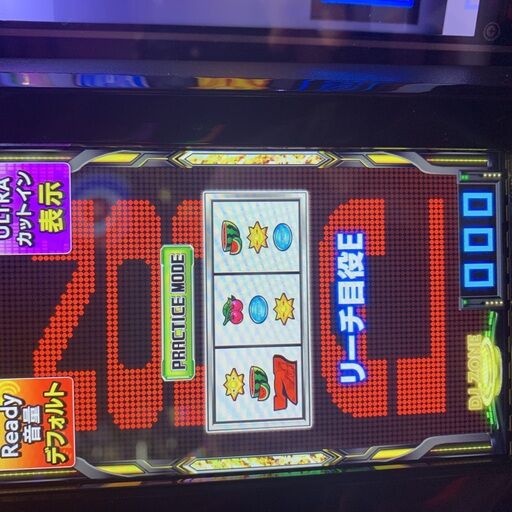 Ready
音量
デフォルト
ULTRA
カットイン
表示
PRACTICE MODE
リーチ目役E
DJ ZONE
000